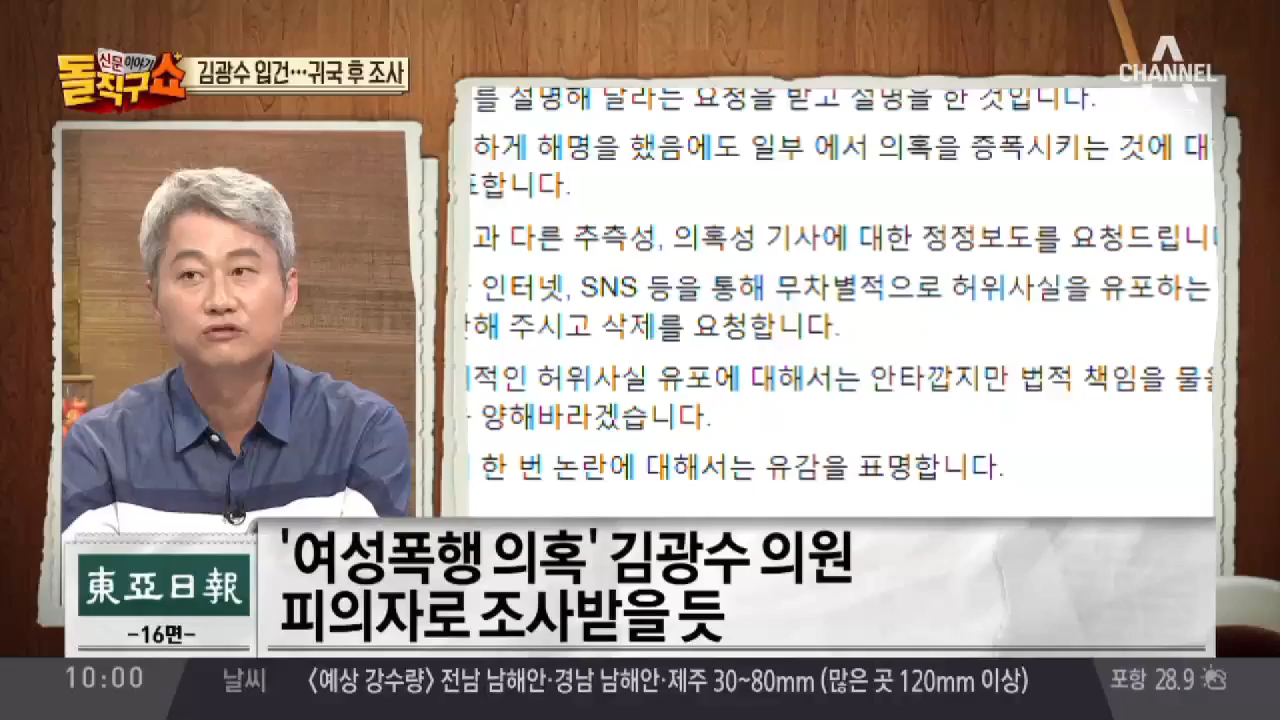 신문이야기
돌직구쇼+
김광수 입건…귀국 후 조사
CHANNEL A
를 설명해 달라는 요청을 받고 설명을 한 것입니다.
하게 해명을 했음에도 일부 에서 의혹을 증폭시키는 것에 대
표합니다.
과 다른 추측성, 의혹성 기사에 대한 정정보도를 요청드립니
인터넷, SNS 등을 통해 무차별적으로 허위사실을 유포하는
해 주시고 삭제를 요청합니다.
적인 허위사실 유포에 대해서는 안타깝지만 법적 책임을 물을
양해바라겠습니다.
한 번 논란에 대해서는 유감을 표명합니다.
'여성폭행 의혹' 김광수 의원
피의자로 조사받을 듯
東亞日報
-16면-
10:00 날씨 〈예상 강수량〉 전남 남해안·경남 남해안·제주 30~80mm (많은 곳 120mm 이상) 포항 28.9